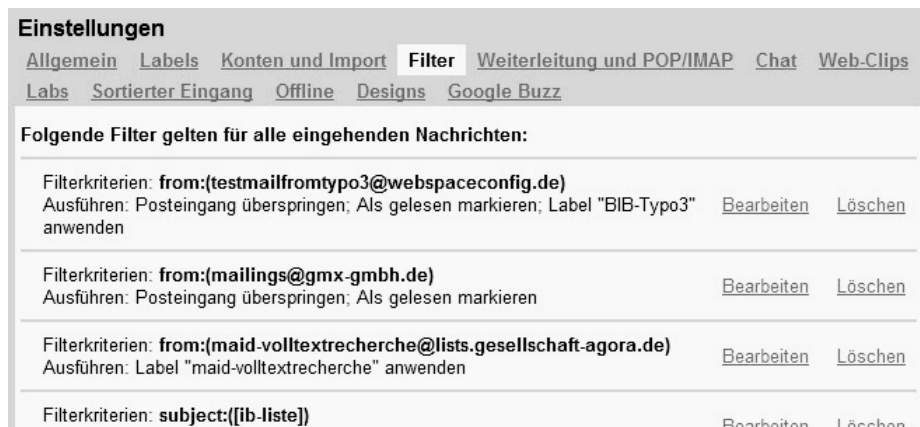 Einstellungen
Allgemein Labels Konten und Import Filter Weiterleitung und POP/IMAP Chat Web-Clips
Labs Sortierter Eingang Offline Designs Google Buzz
Folgende Filter gelten für alle eingehenden Nachrichten:
Filterkriterien: from:(testmailfromtypo3@webspaceconfig.de)
Ausführen: Posteingang überspringen; Als gelesen markieren; Label "BIB-Typo3" Bearbeiten Löschen
anwenden
Filterkriterien: from:(mailings@gmx-gmbh.de)
Ausführen: Posteingang überspringen; Als gelesen markieren Bearbeiten Löschen
Filterkriterien: from:(maid-volltextrecherche@lists.gesellschaft-agora.de)
Ausführen: Label "maid-volltextrecherche" anwenden Bearbeiten Löschen
Filterkriterien: subject:([ib-liste])
Bearbeiten Löschen